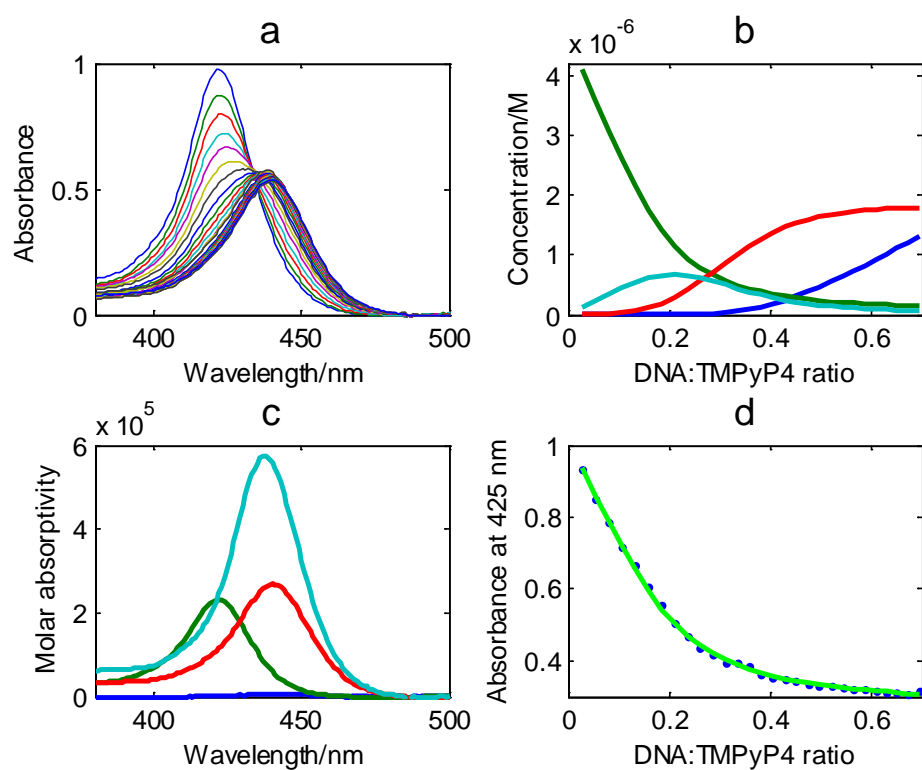 a
Absorbance
1
0.5
0
400
450
500
Wavelength/nm
b
x 10^-6
Concentration/M
4
2
0
0
0.2
0.4
0.6
DNA:TMPyP4 ratio
c
x 10^5
Molar absorptivity
6
4
2
0
400
450
500
Wavelength/nm
d
Absorbance at 425 nm
1
0.8
0.6
0.4
0
0.2
0.4
0.6
DNA:TMPyP4 ratio